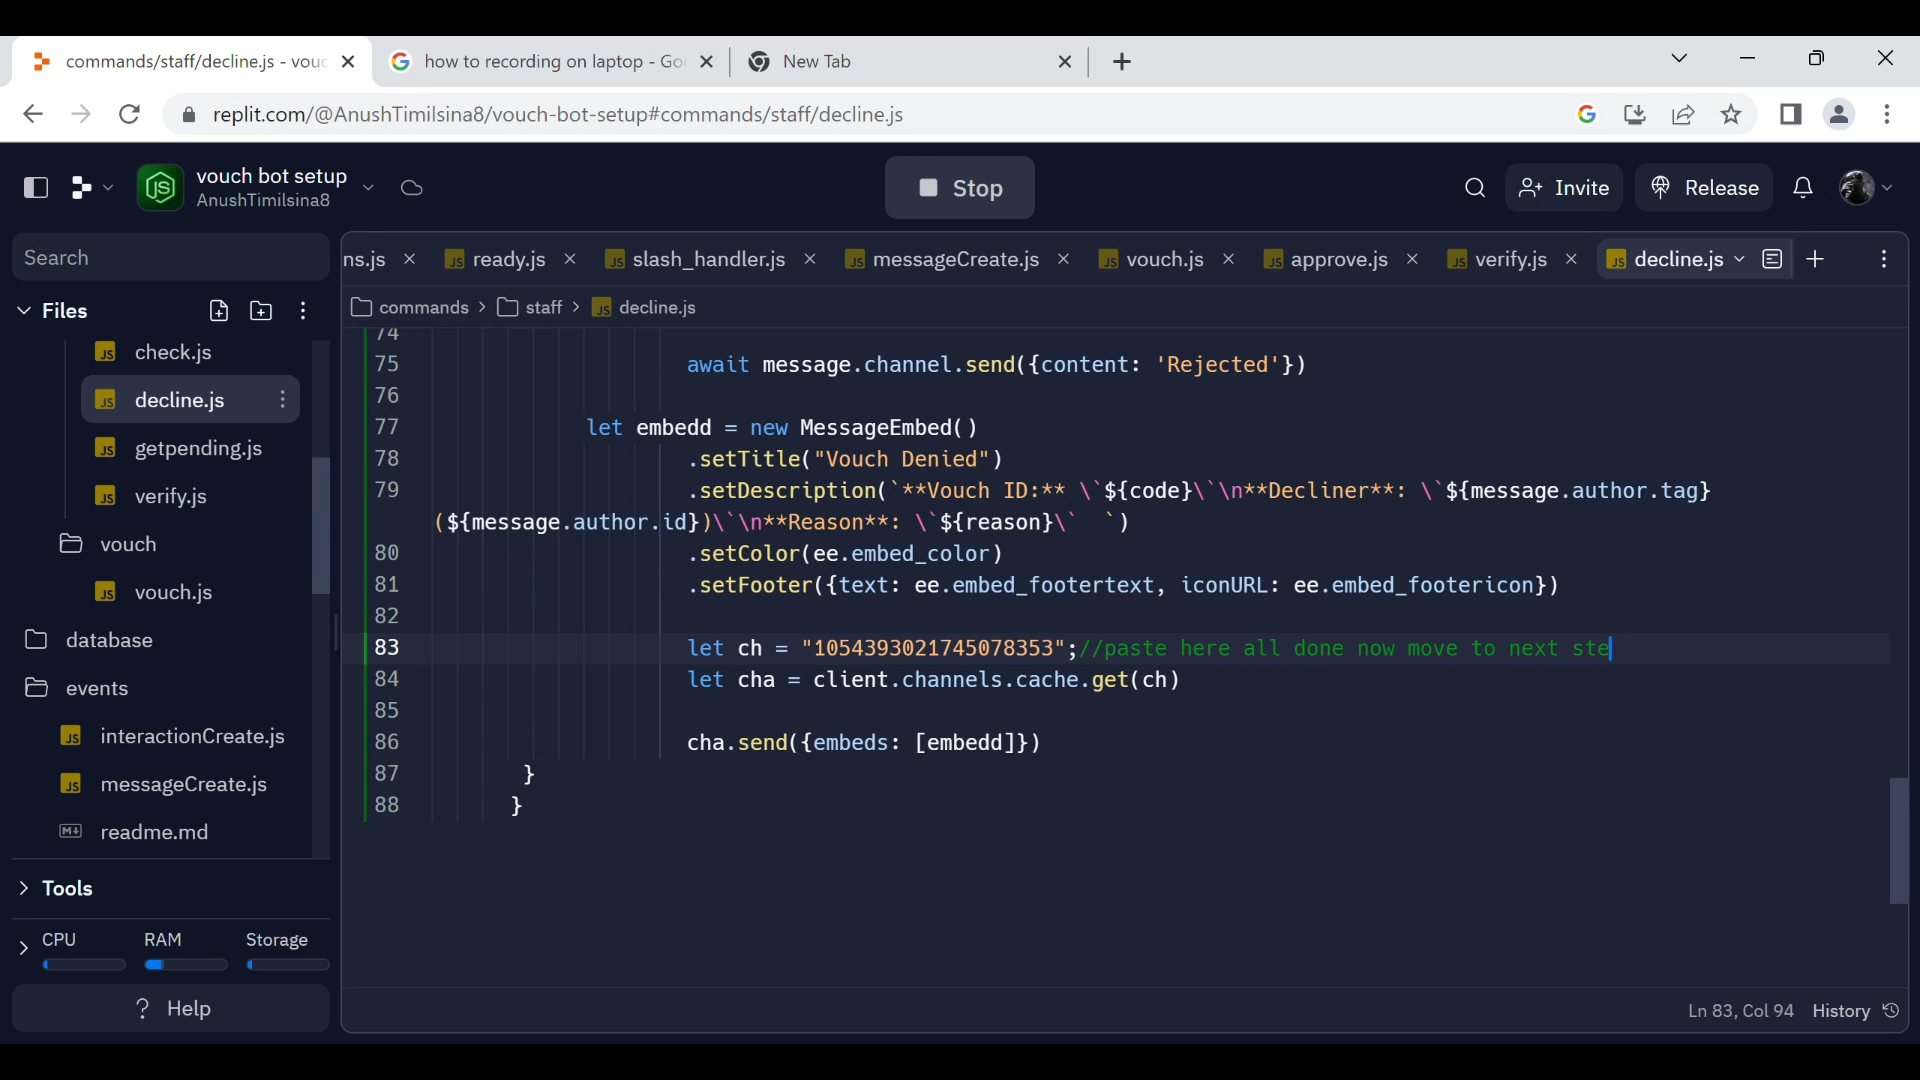 commands/staff/decline.js - vouc
how to recording on laptop - Go
New Tab
replit.com/@AnushTimilsina8/vouch-bot-setup#commands/staff/decline.js
vouch bot setup
AnushTimilsina8
Stop
Invite
Release
Search
ns.js
ready.js
slash_handler.js
messageCreate.js
vouch.js
approve.js
verify.js
decline.js
Files
commands > staff > decline.js
check.js
decline.js
getpending.js
verify.js
vouch
vouch.js
database
events
interactionCreate.js
messageCreate.js
readme.md
Tools
CPU RAM Storage
? Help
74
75 await message.channel.send({content: 'Rejected'})
76
77 let embedd = new MessageEmbed()
78 .setTitle("Vouch Denied")
79 .setDescription(`**Vouch ID:** \`${code}\`\n**Decliner**: \`${message.author.tag}
(${message.author.id})\`\n**Reason**: \`${reason}\` `)
80 .setColor(ee.embed_color)
81 .setFooter({text: ee.embed_footertext, iconURL: ee.embed_footericon})
82
83 let ch = "1054393021745078353";//paste here all done now move to next ste
84 let cha = client.channels.cache.get(ch)
85
86 cha.send({embeds: [embedd]})
87 }
88 }
Ln 83, Col 94 History